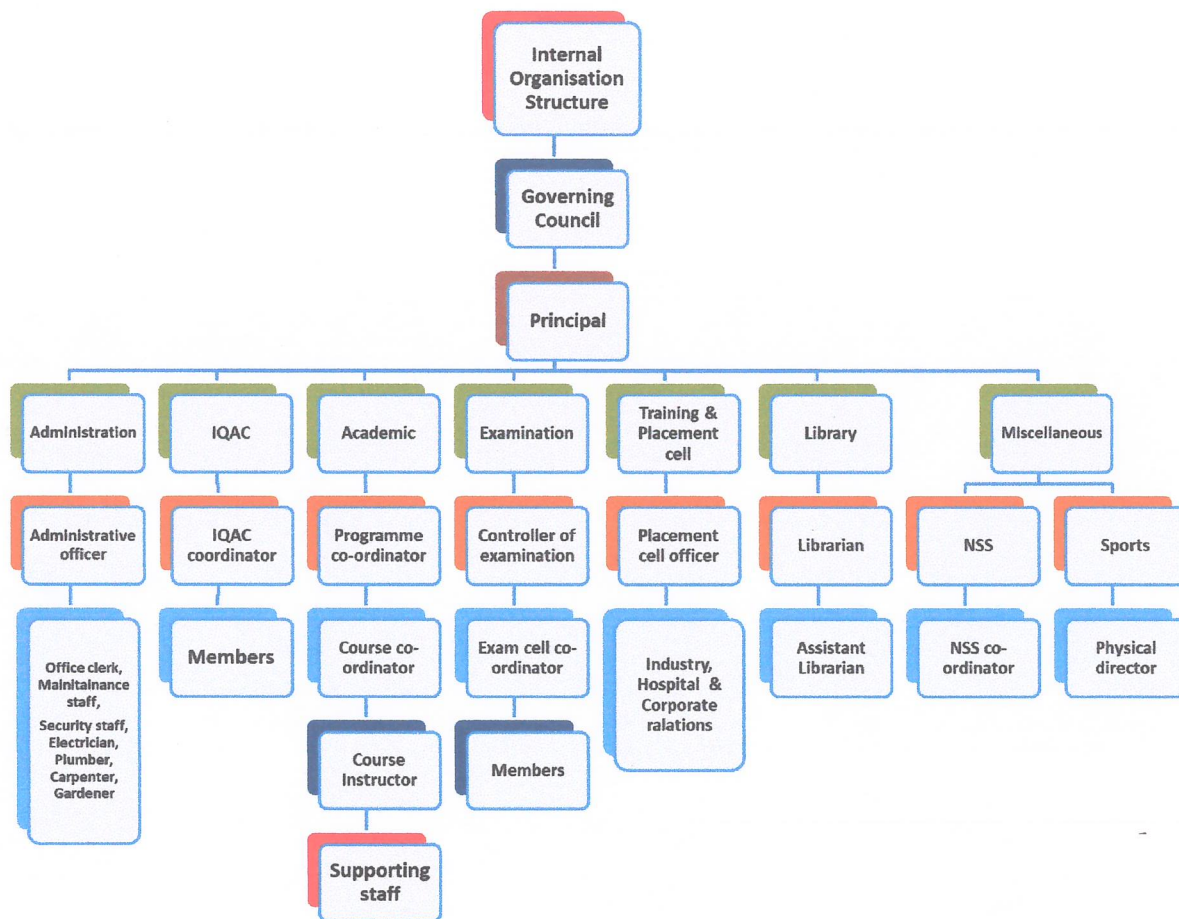 Internal
Organisation
Structure
Governing
Council
Principal
Administration
IQAC
Academic
Examination
Training &
Placement
cell
Library
Miscellaneous
Administrative
officer
IQAC
coordinator
Programme
co-ordinator
Controller of
examination
Placement
cell officer
Librarian
NSS
Sports
Office clerk,
Mainitainance
staff,
Security staff,
Electrician,
Plumber,
Carpenter,
Gardener
Members
Course co-
ordinator
Exam cell co-
ordinator
Industry,
Hospital &
Corporate
ralations
Assistant
Librarian
NSS co-
ordinator
Physical
director
Course
Instructor
Members
Supporting
staff